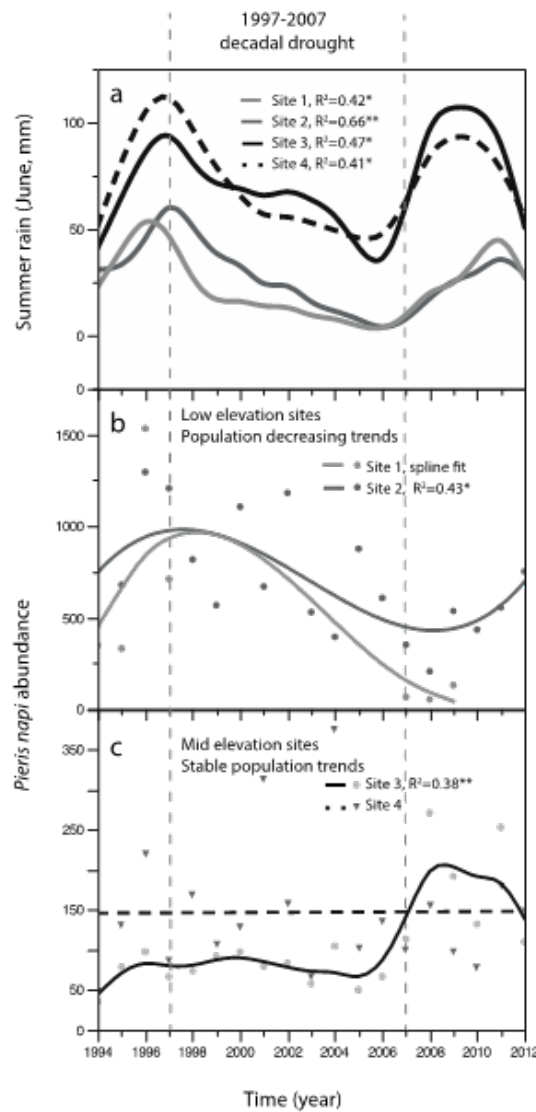 1997-2007
decadal drought
a
Site 1, R²=0.42*
Site 2, R²=0.66**
Site 3, R²=0.47*
Site 4, R²=0.41*
100
50
0
0
Summer rain (June, mm)
b
Low elevation sites
Population decreasing trends
Site 1, spline fit
Site 2, R²=0.43*
1500
1000
500
0
Pieris napi abundance
c
Mid elevation sites
Stable population trends
Site 3, R²=0.38**
Site 4
350
250
150
50
0
1994 1996 1998 2000 2002 2004 2006 2008 2010 2012
Time (year)